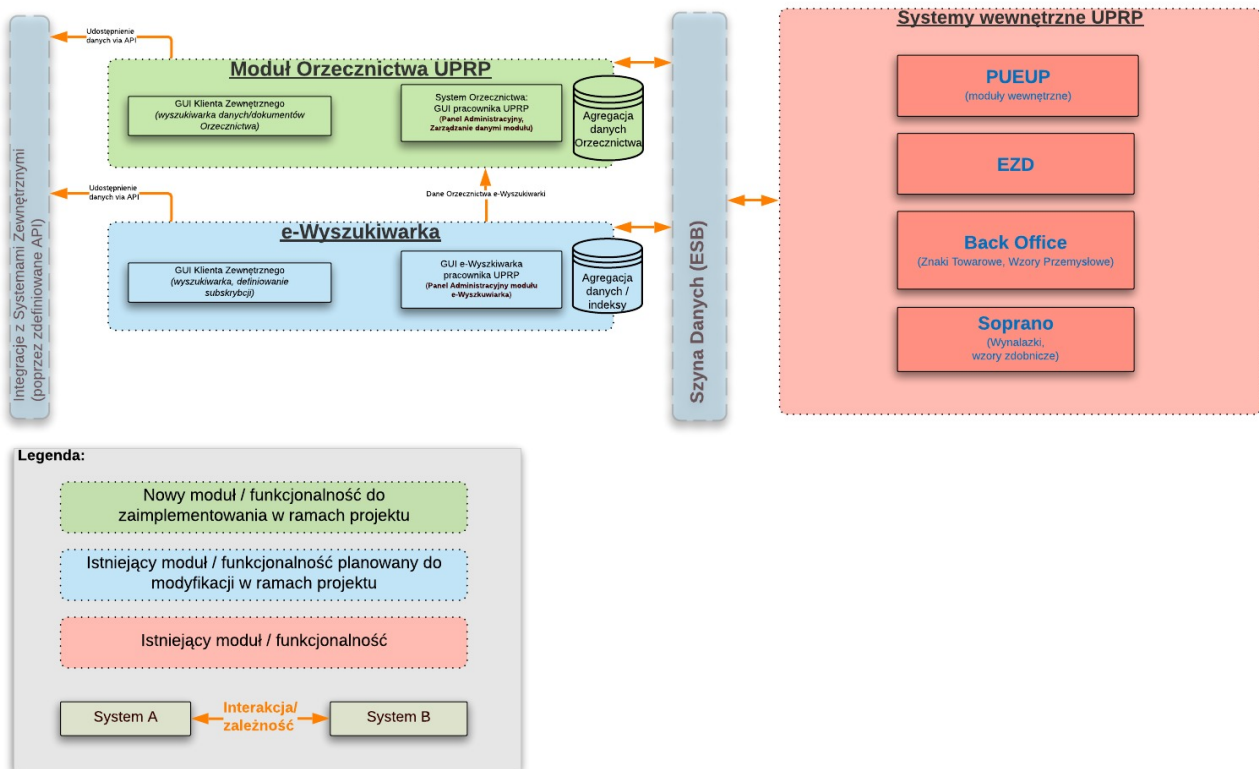 Integracje z Systemami Zewnętrznymi
(poprzez zdefiniowane API)
Udostępnienie
danych via API
Moduł Orzecznictwa UPRP
GUI Klienta Zewnętrznego
(wyszukiwarka danych/dokumentów
Orzecznictwa)
System Orzecznictwa:
GUI pracownika UPRP
(Panel Administracyjny,
Zarządzanie danymi modułu)
Agregacja
danych
Orzecznictwa
Udostępnienie
danych via API
Dane Orzecznictwa e-Wyszukiwarki
e-Wyszukiwarka
GUI Klienta Zewnętrznego
(wyszukiwarka, definiowanie
subskrybcji)
GUI e-Wyszkiwarka
pracownika UPRP
(Panel Administracyjny modułu
e-Wyszkuwiarka)
Agregacja
danych /
indeksy
Szyna Danych (ESB)
Systemy wewnętrzne UPRP
PUEUP
(moduły wewnętrzne)
EZD
Back Office
(Znaki Towarowe, Wzory Przemysłowe)
Soprano
(Wynalazki,
wzory zdobnicze)
Legenda:
Nowy moduł / funkcjonalność do
zaimplementowania w ramach projektu
Istniejący moduł / funkcjonalność planowany do
modyfikacji w ramach projektu
Istniejący moduł / funkcjonalność
System A
Interakcja/
zależność
System B